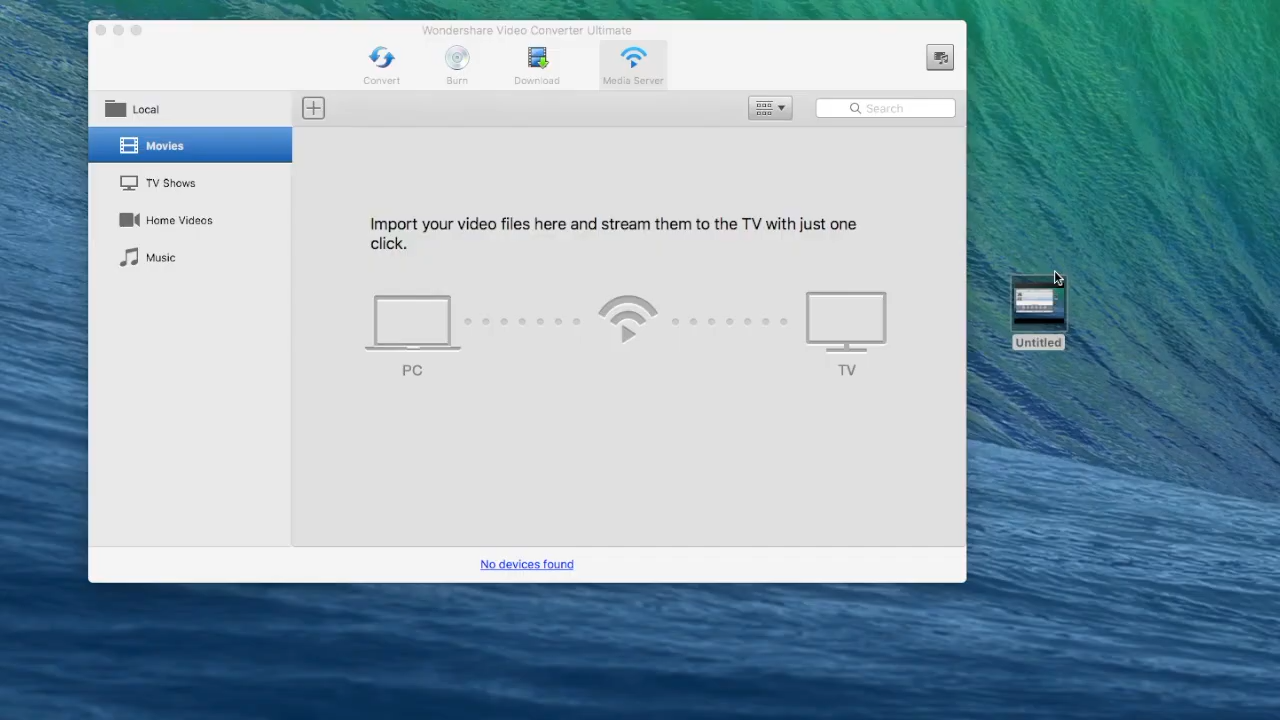 Wondershare Video Converter Ultimate
Convert
Burn
Download
Media Server
Local
Search
Movies
TV Shows
Home Videos
Music
Import your video files here and stream them to the TV with just one
click.
PC
TV
Untitled
No devices found